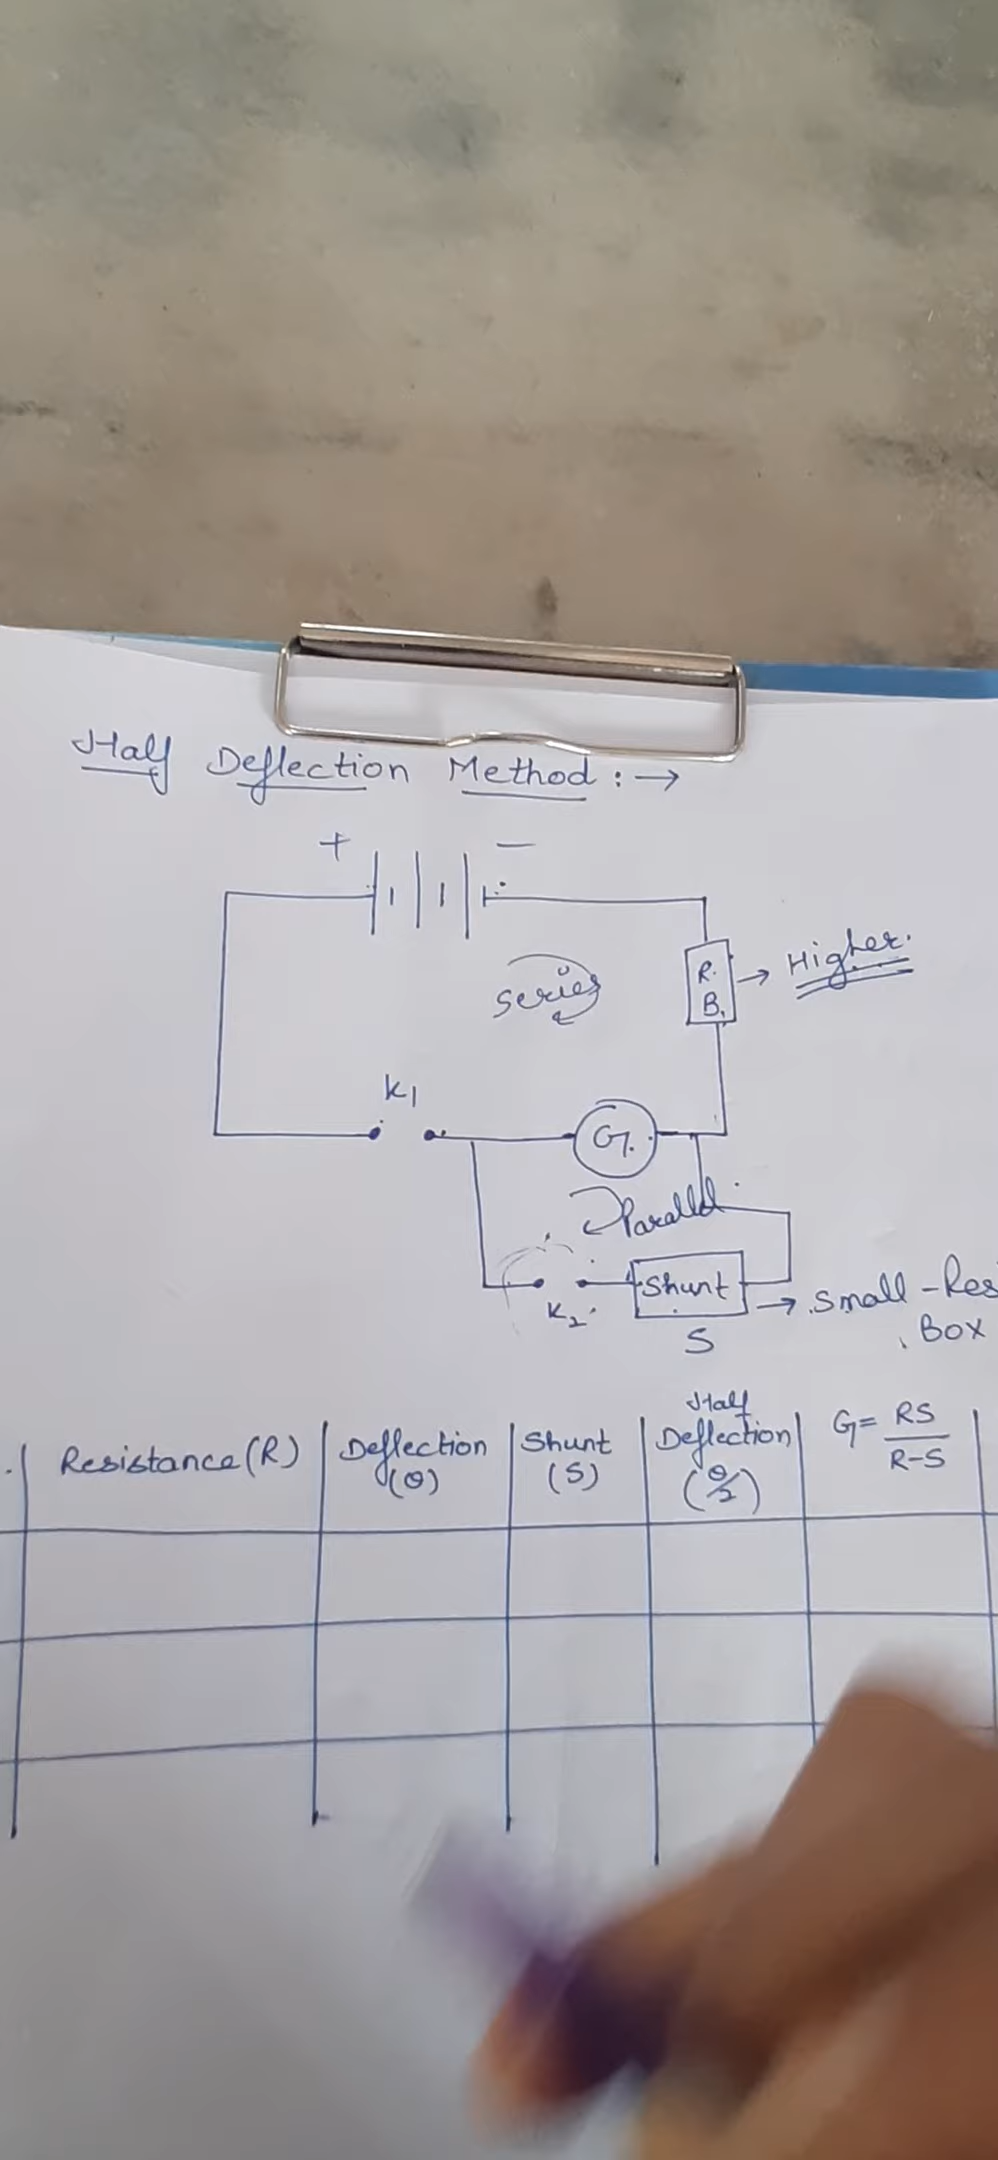 Half Deflection Method : →
+ −
R. B. → Higher.
Series
K1
G.
Parallel
K2 Shunt → Small - Res
S Box
Resistance (R) Deflection (θ) Shunt (S) Half Deflection (θ/2) G = RS / R-S